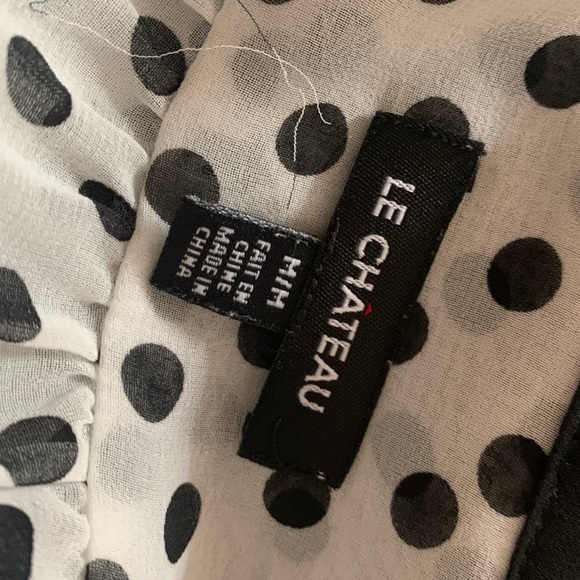 LE CHÂTEAU
M/M
FAIT EN
CHINE
MADE IN
CHINA